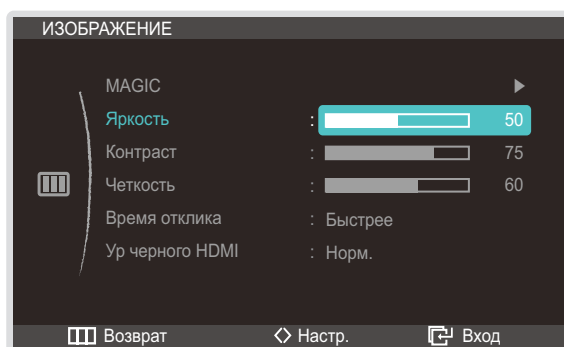 ИЗОБРАЖЕНИЕ
MAGIC
Яркость : 50
Контраст : 75
Четкость : 60
Время отклика : Быстрее
Ур черного HDMI : Норм.
Возврат Настр. Вход